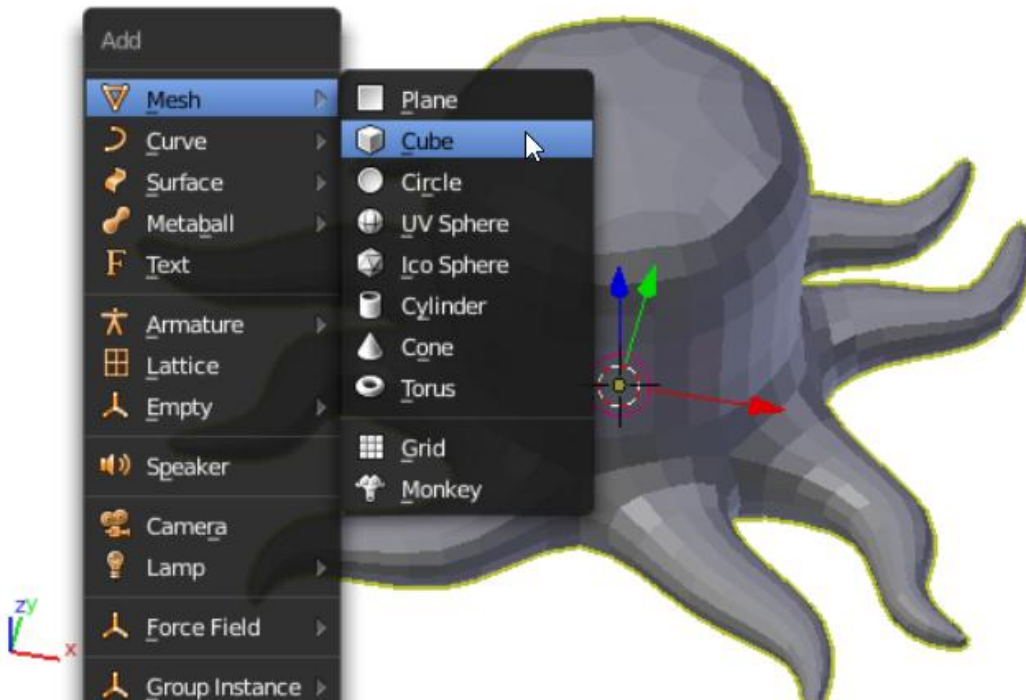 Add
Mesh
Curve
Surface
Metaball
Text
Armature
Lattice
Empty
Speaker
Camera
Lamp
Force Field
Group Instance
Plane
Cube
Circle
UV Sphere
Ico Sphere
Cylinder
Cone
Torus
Grid
Monkey
zy
x